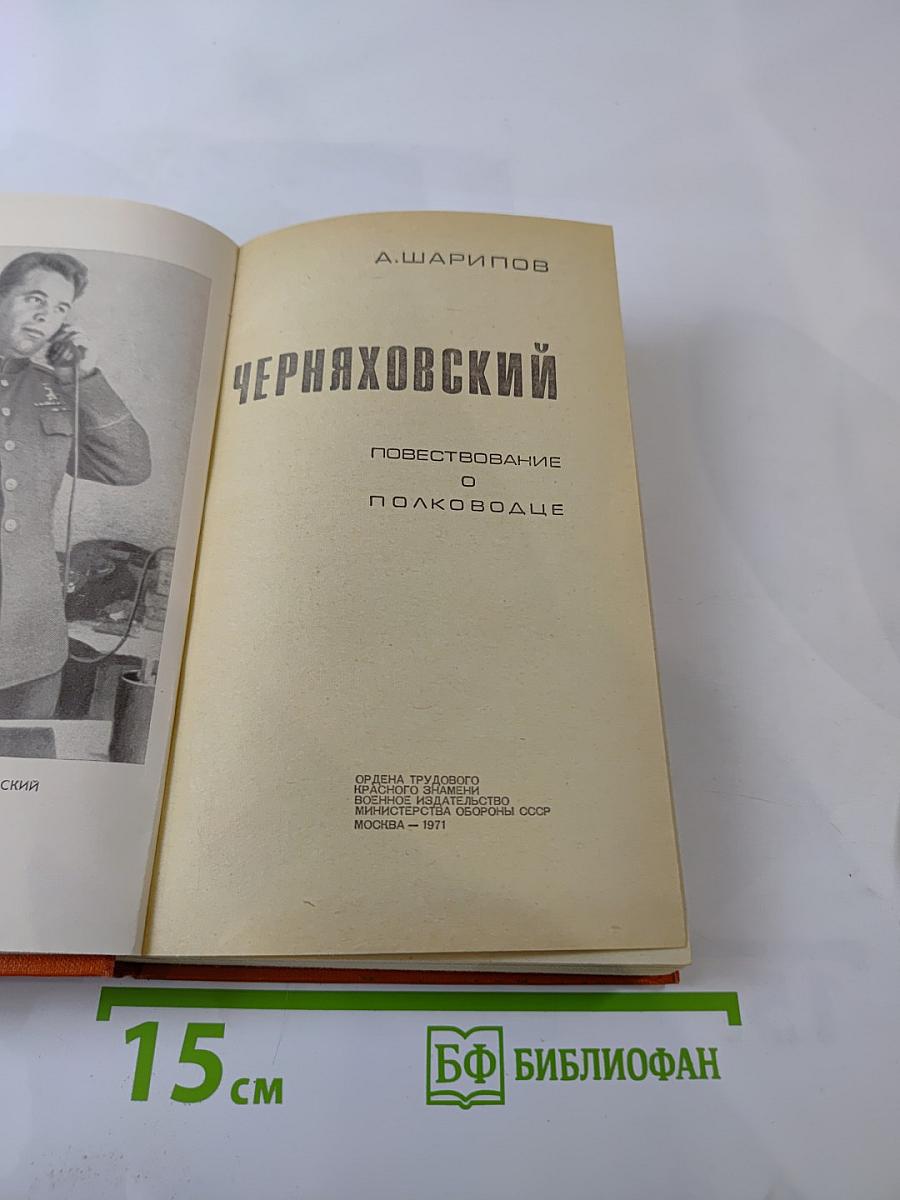 А.ШАРИПОВ
ЧЕРНЯХОВСКИЙ
ПОВЕСТВОВАНИЕ
О
ПОЛКОВОДЦЕ
СКИЙ
ОРДЕНА ТРУДОВОГО
КРАСНОГО ЗНАМЕНИ
ВОЕННОЕ ИЗДАТЕЛЬСТВО
МИНИСТЕРСТВА ОБОРОНЫ СССР
МОСКВА — 1971
15 см
БФ БИБЛИОФАН